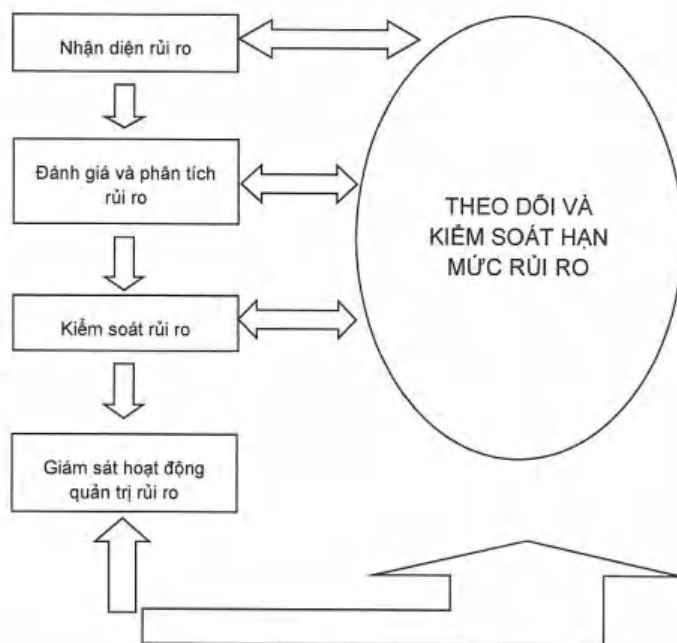 Nhận diện rủi ro
Đánh giá và phân tích
rủi ro
Kiểm soát rủi ro
Giám sát hoạt động
quản trị rủi ro
THEO DÕI VÀ
KIỂM SOÁT HẠN
MỨC RỦI RO